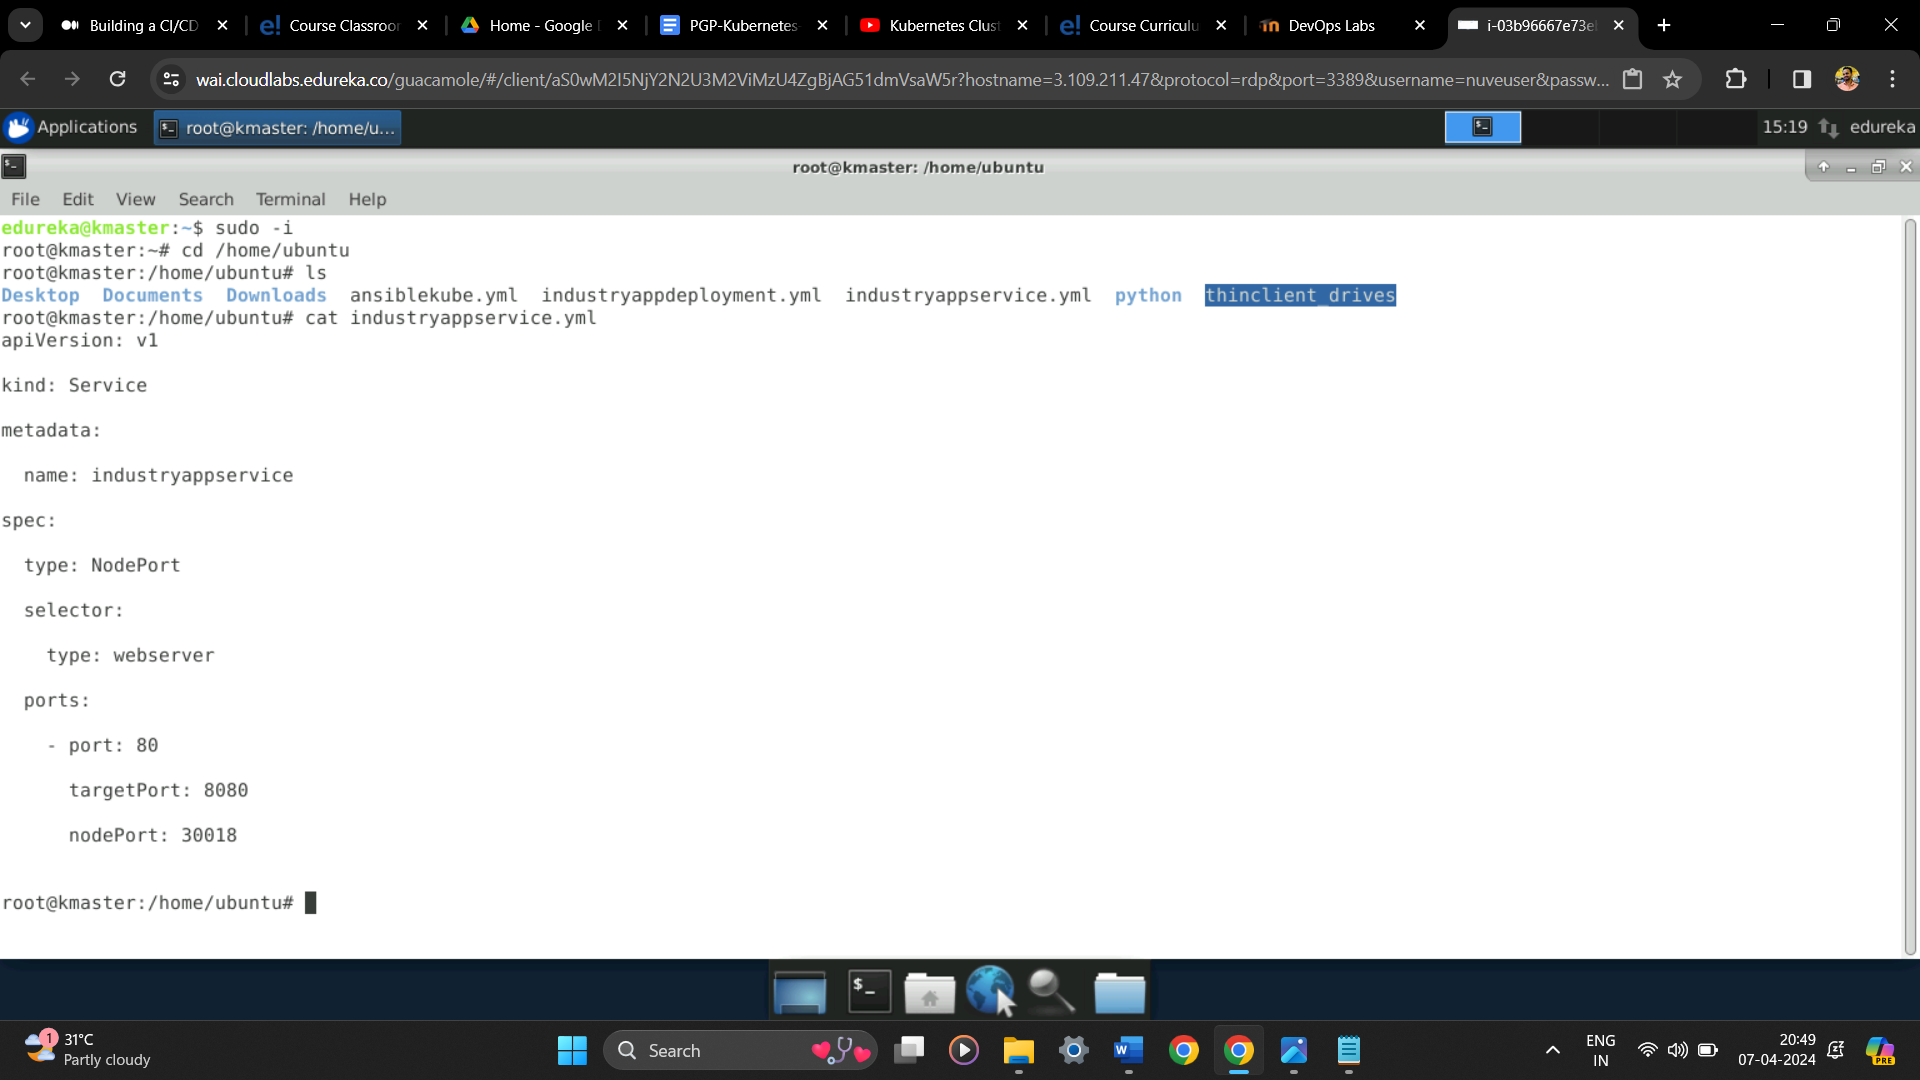 Building a CI/CD
Course Classroom
Home - Google
PGP-Kubernetes
Kubernetes Clust
Course Curriculu
DevOps Labs
i-03b96667e73e
wai.cloudlabs.edureka.co/guacamole/#/client/aS0wM2I5NjY2N2U3M2ViMzU4ZgBjAG51dmVsaW5r?hostname=3.109.211.47&protocol=rdp&port=3389&username=nuveuser&passw...
Applications
root@kmaster: /home/u...
15:19
edureka
root@kmaster: /home/ubuntu
File Edit View Search Terminal Help
edureka@kmaster:~$ sudo -i
root@kmaster:~# cd /home/ubuntu
root@kmaster:/home/ubuntu# ls
Desktop Documents Downloads ansiblekube.yml industryappdeployment.yml industryappservice.yml python thinclient_drives
root@kmaster:/home/ubuntu# cat industryappservice.yml
apiVersion: v1
kind: Service
metadata:
name: industryappservice
spec:
type: NodePort
selector:
type: webserver
ports:
- port: 80
targetPort: 8080
nodePort: 30018
root@kmaster:/home/ubuntu#
1
31°C
Partly cloudy
Search
ENG
IN
20:49
07-04-2024
PRE